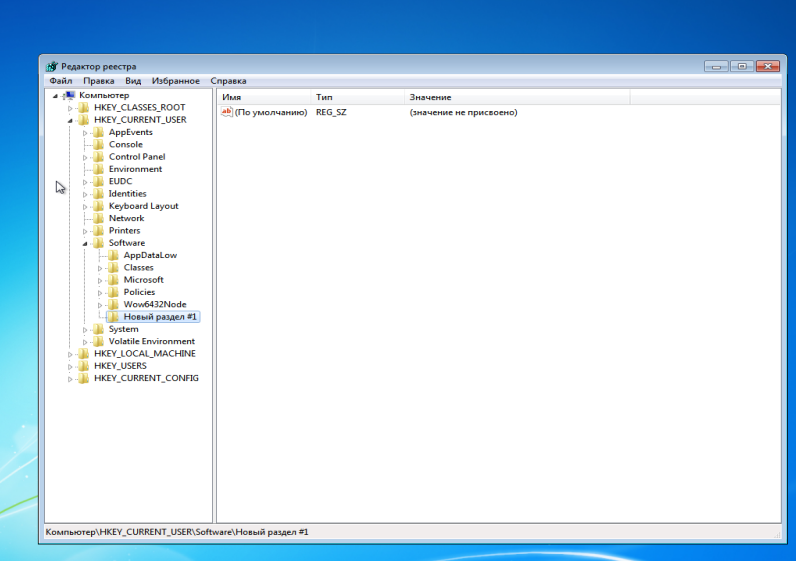 Редактор реестра
Файл Правка Вид Избранное Справка
Компьютер
HKEY_CLASSES_ROOT
HKEY_CURRENT_USER
AppEvents
Console
Control Panel
Environment
EUDC
Identities
Keyboard Layout
Network
Printers
Software
AppDataLow
Classes
Microsoft
Policies
Wow6432Node
Новый раздел #1
System
Volatile Environment
HKEY_LOCAL_MACHINE
HKEY_USERS
HKEY_CURRENT_CONFIG
Имя Тип Значение
ab (По умолчанию) REG_SZ (значение не присвоено)
Компьютер\HKEY_CURRENT_USER\Software\Новый раздел #1